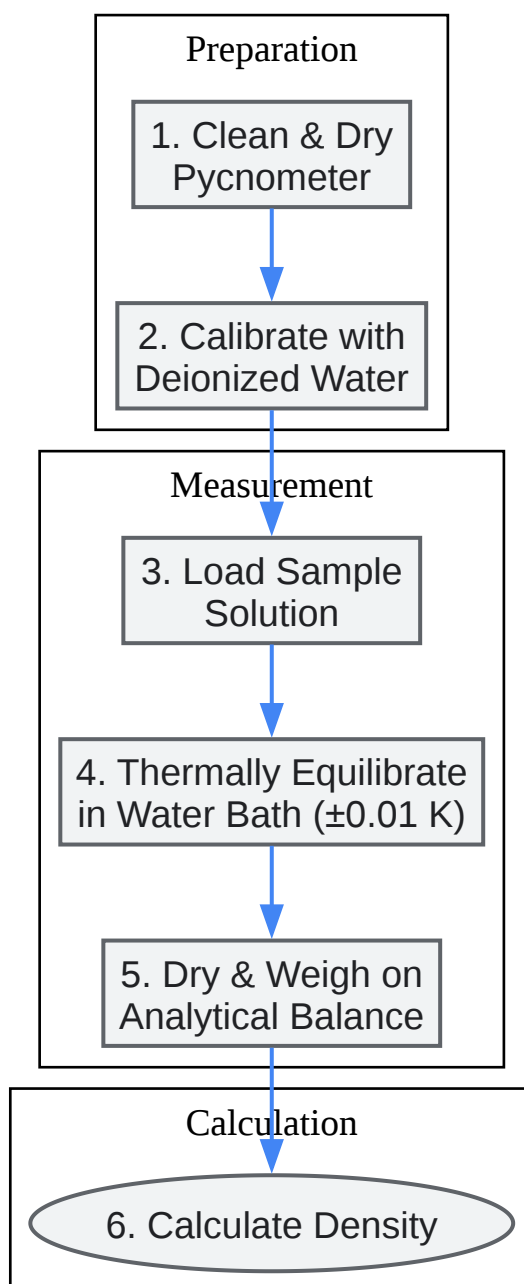 Preparation
1. Clean & Dry
Pycnometer
2. Calibrate with
Deionized Water
Measurement
3. Load Sample
Solution
4. Thermally Equilibrate
in Water Bath (±0.01 K)
5. Dry & Weigh on
Analytical Balance
Calculation
6. Calculate Density